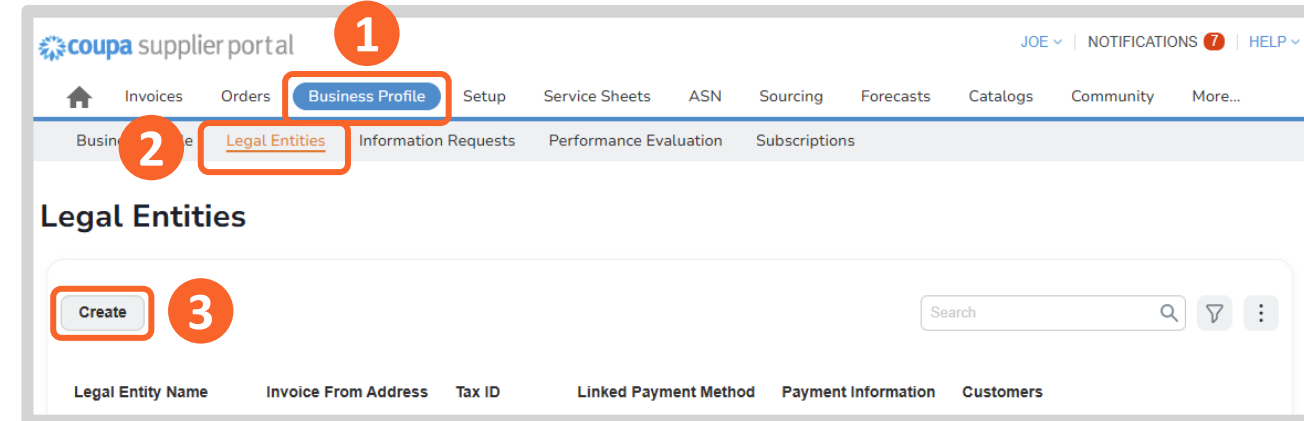 coupa supplier portal
1
JOE
NOTIFICATIONS 7
HELP
Invoices Orders Business Profile Setup Service Sheets ASN Sourcing Forecasts Catalogs Community More...
2
Legal Entities Information Requests Performance Evaluation Subscriptions
Legal Entities
Create
3
Search
Legal Entity Name Invoice From Address Tax ID Linked Payment Method Payment Information Customers